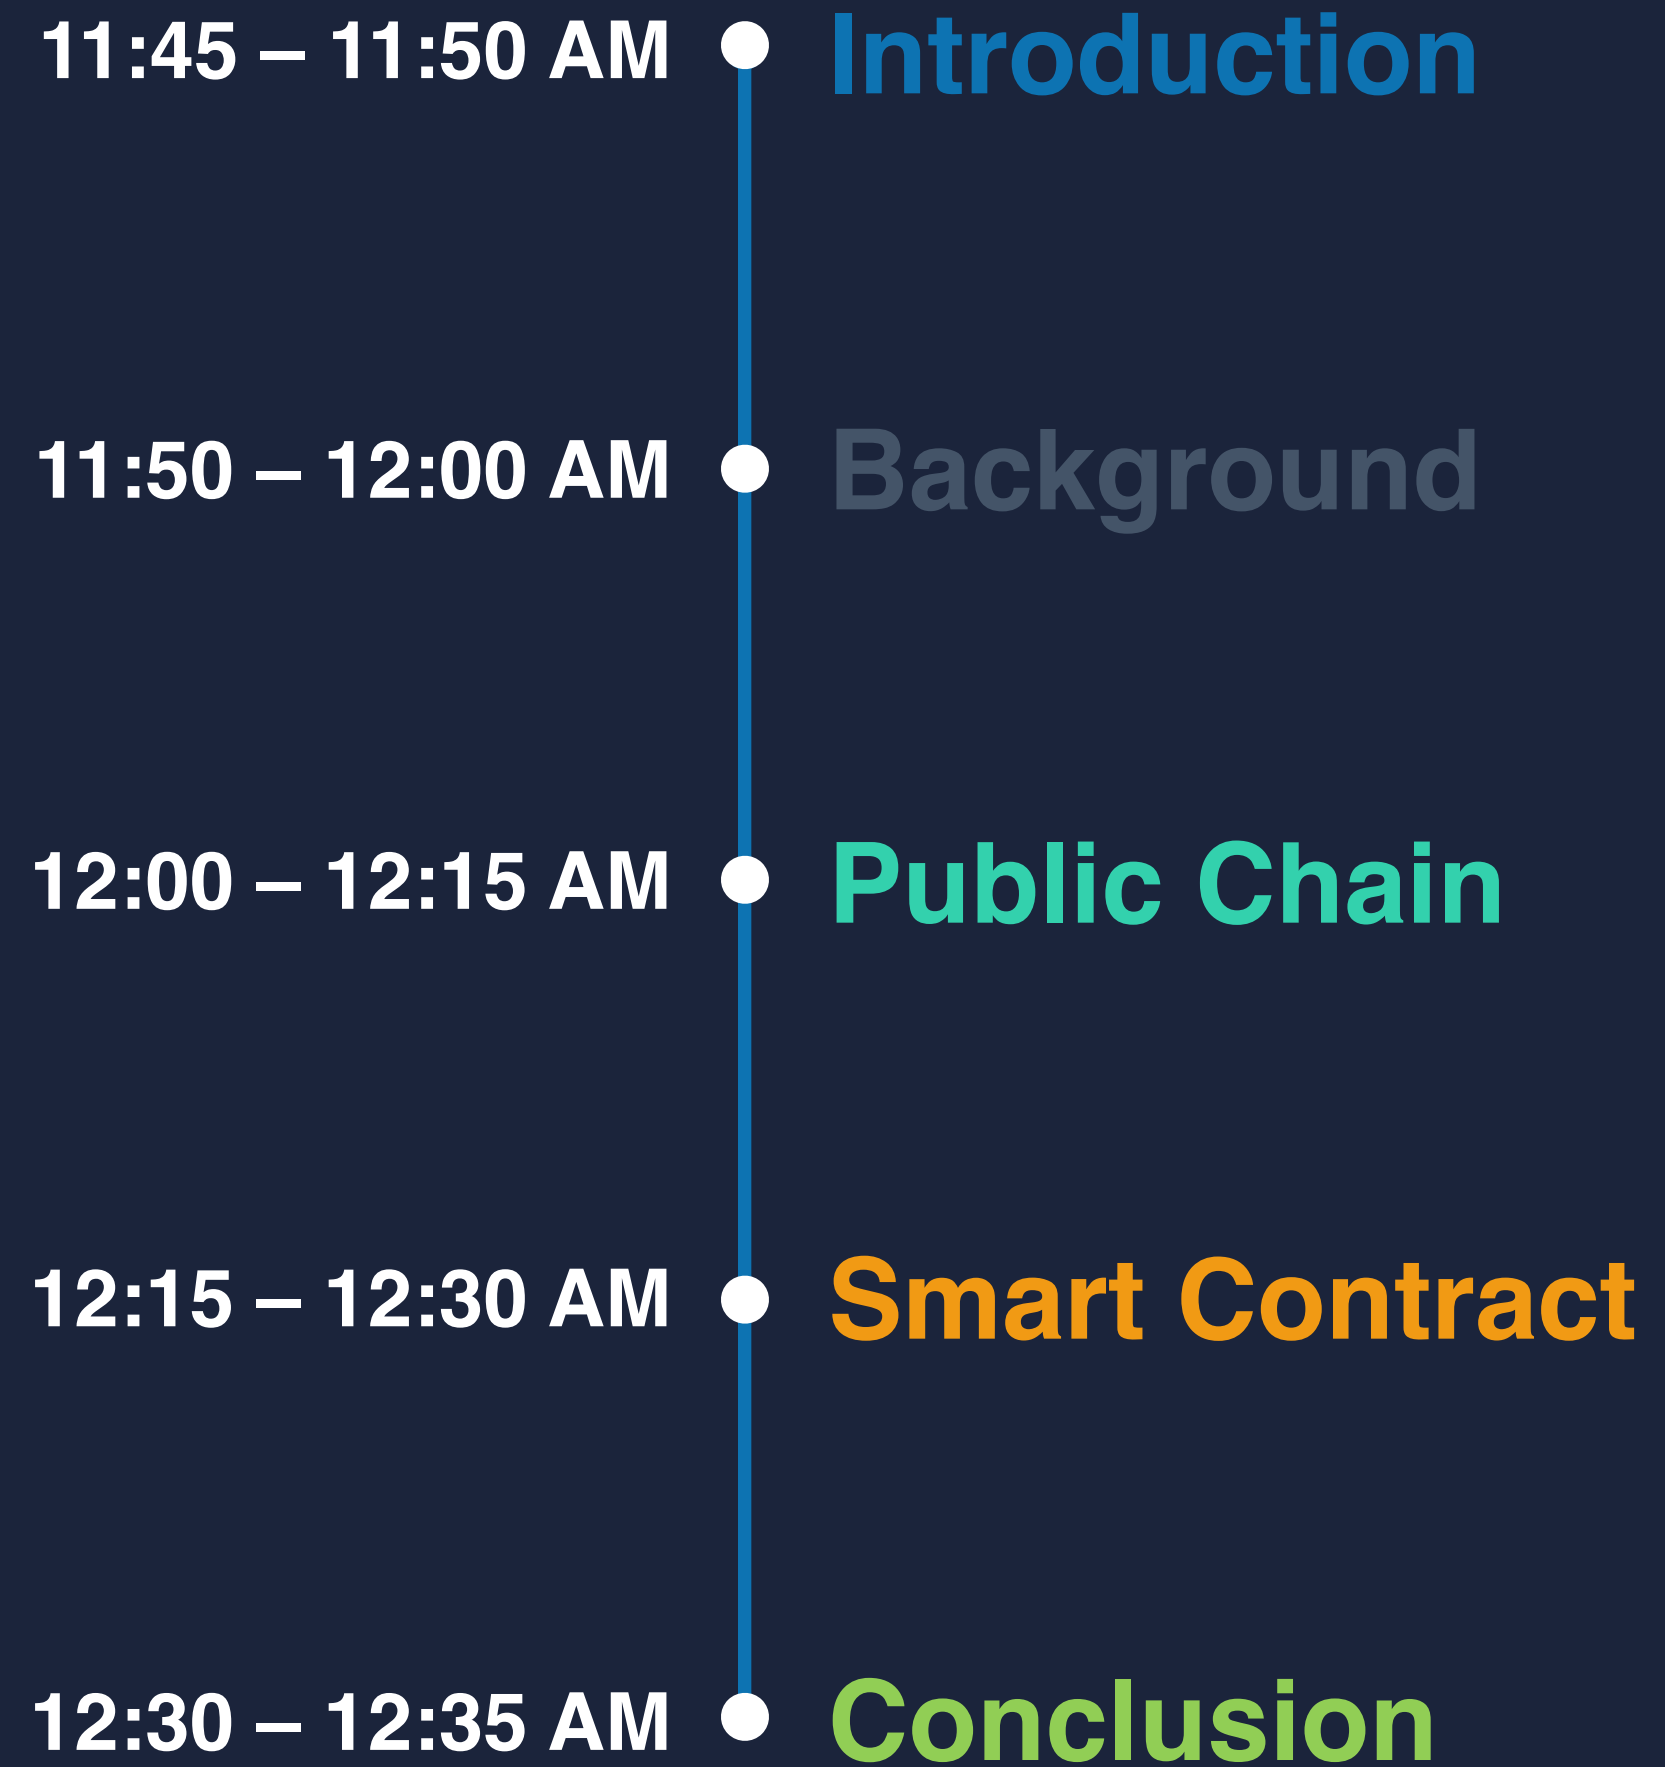 11:45 – 11:50 AM Introduction
11:50 – 12:00 AM Background
12:00 – 12:15 AM Public Chain
12:15 – 12:30 AM Smart Contract
12:30 – 12:35 AM Conclusion